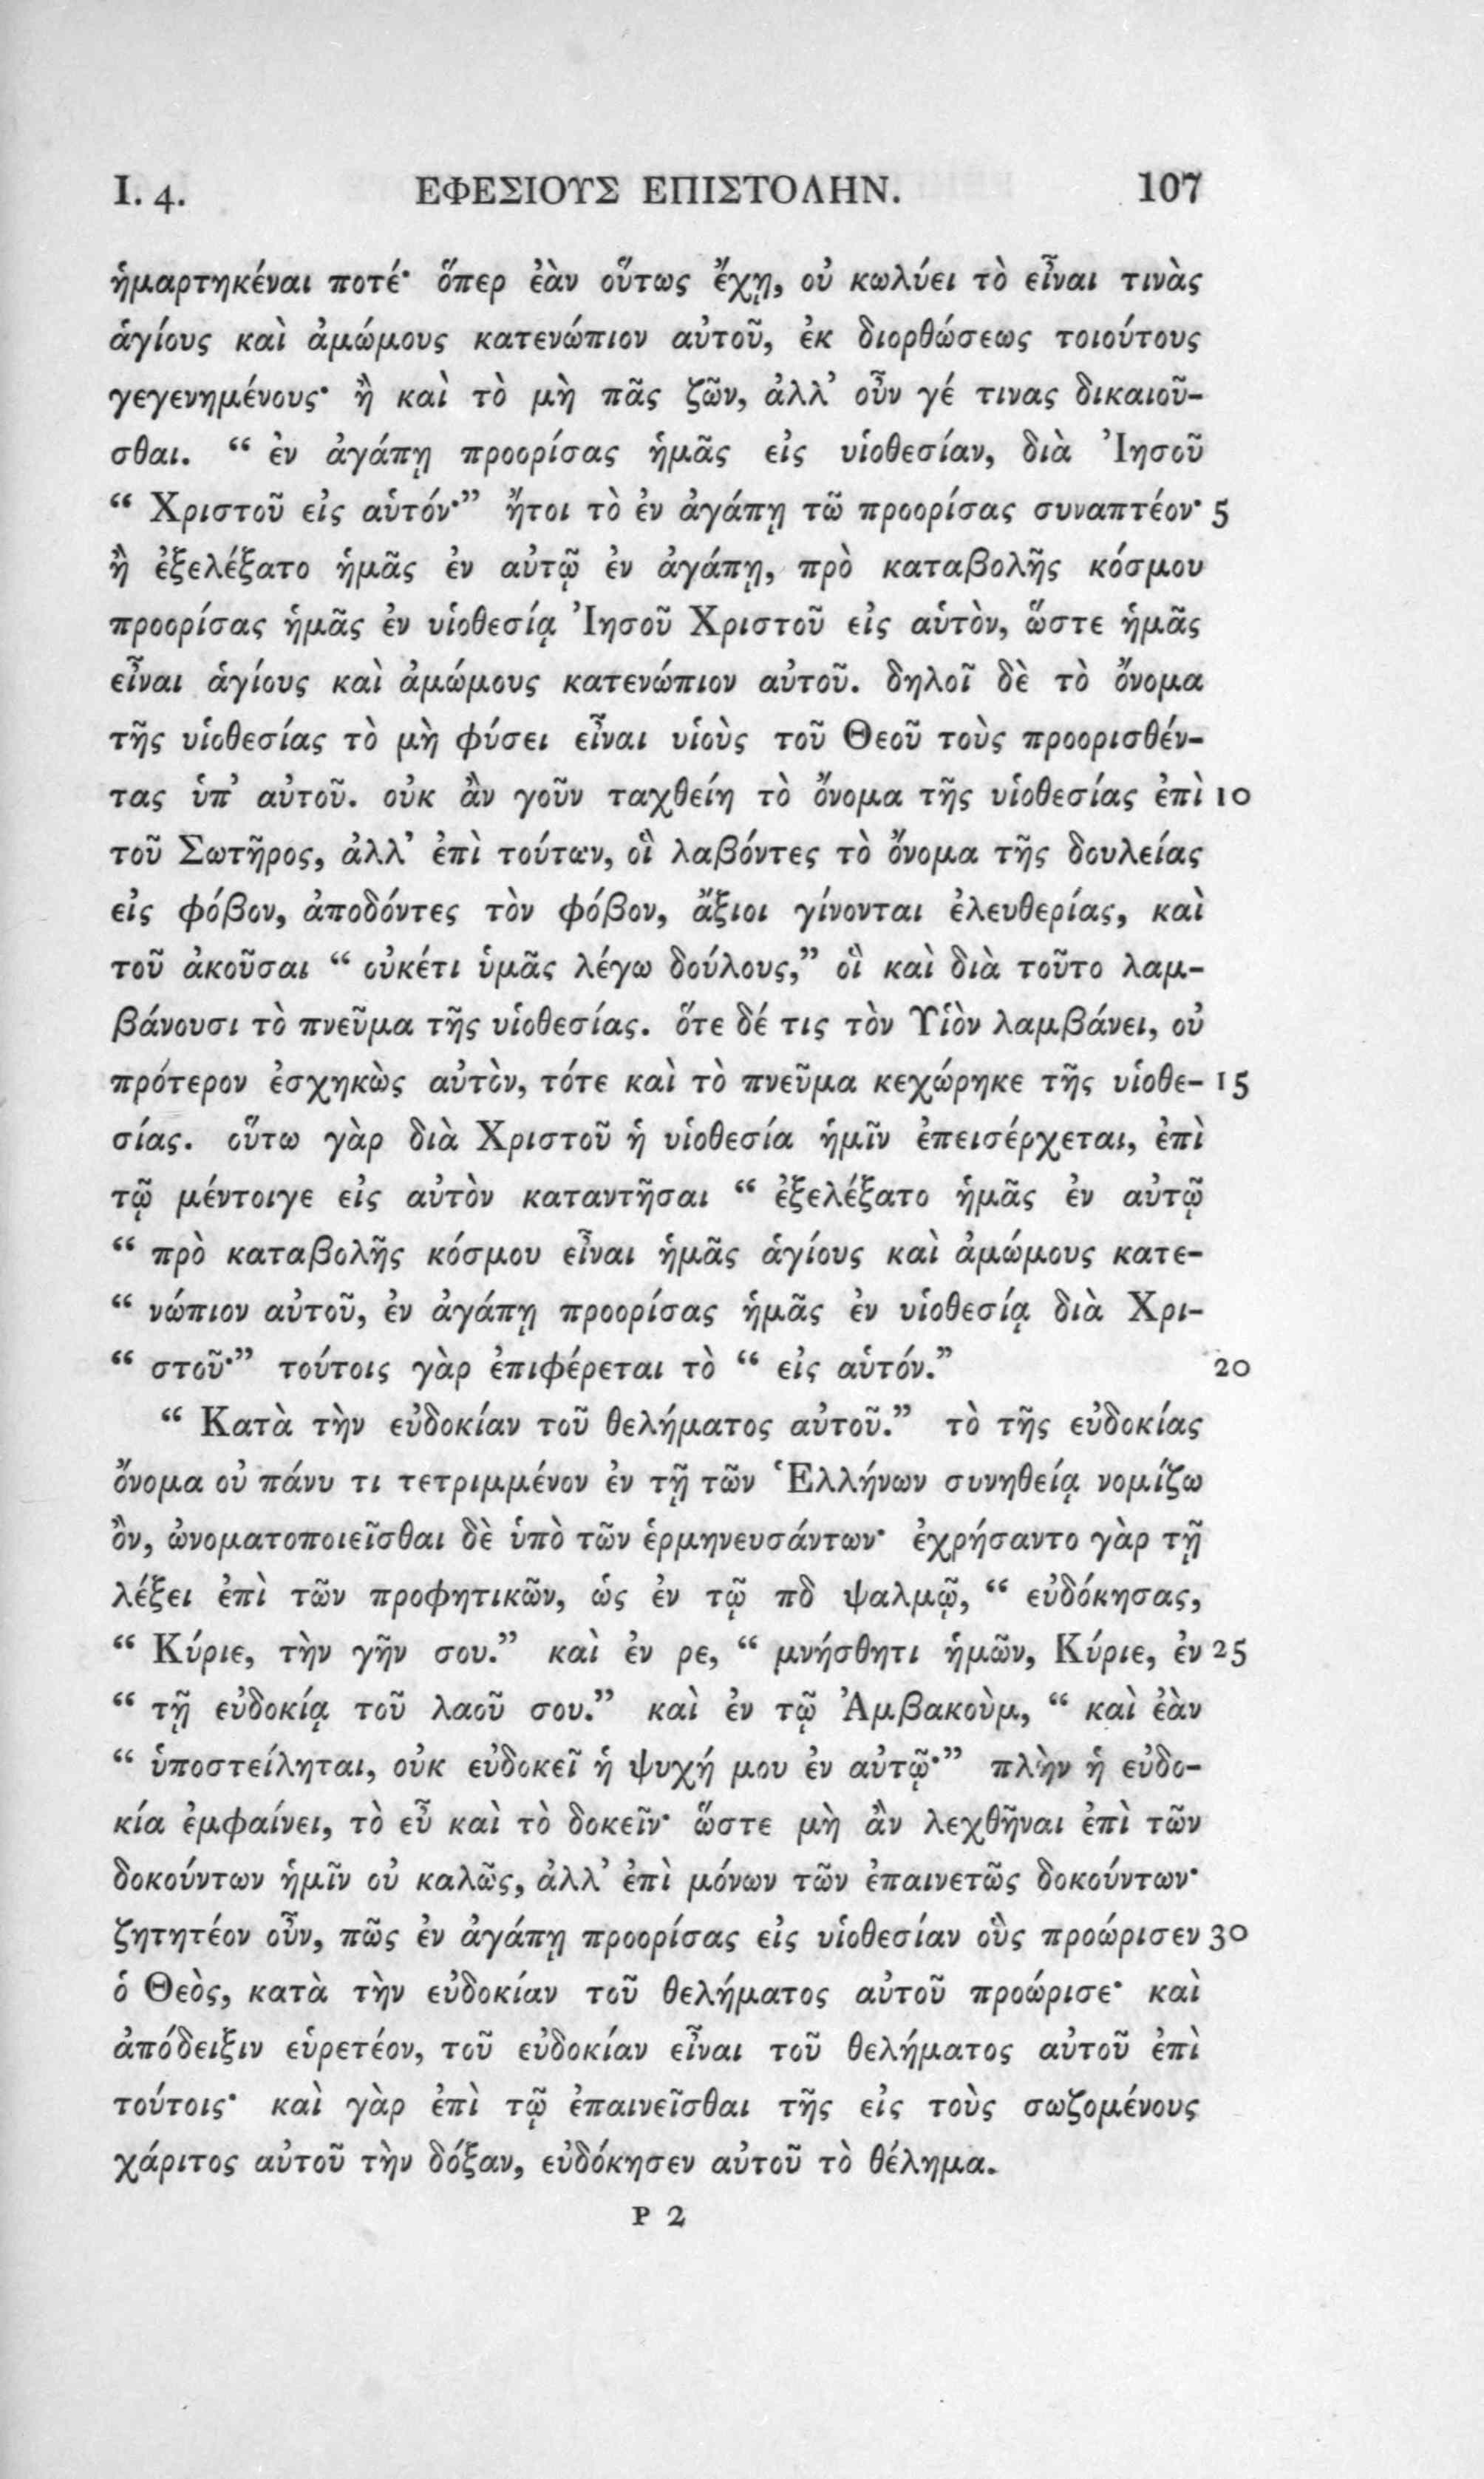 I. 4. ΕΦΕΣΙΟΥΣ ΕΠΙΣΤΟΛΗΝ. 107
ἡμαρτηκέναι ποτέ· ὅπερ ἐὰν οὕτως ἔχῃ, οὐ κωλύει τὸ εἶναι τινὰς
ἁγίους καὶ ἀμώμους κατενώπιον αὐτοῦ, ἐκ διορθώσεως τοιούτους
γεγενημένους· ἢ καὶ τὸ μὴ πᾶς ζῶν, ἀλλ’ οὖν γέ τινας δικαιοῦ-
σθαι. “ ἐν ἀγάπῃ προορίσας ἡμᾶς εἰς υἱοθεσίαν, διὰ Ἰησοῦ
“ Χριστοῦ εἰς αὑτόν·” ἤτοι τὸ ἐν ἀγάπῃ τῶ προορίσας συναπτέον· 5
ἢ ἐξελέξατο ἡμᾶς ἐν αὐτῷ ἐν ἀγάπῃ, πρὸ καταβολῆς κόσμου
προορίσας ἡμᾶς ἐν υἱοθεσίᾳ Ἰησοῦ Χριστοῦ εἰς αὑτὸν, ὥστε ἡμᾶς
εἶναι ἁγίους καὶ ἀμώμους κατενώπιον αὐτοῦ. δηλοῖ δὲ τὸ ὄνομα
τῆς υἱοθεσίας τὸ μὴ φύσει εἶναι υἱοὺς τοῦ Θεοῦ τοὺς προορισθέν-
τας ὑπ’ αὐτοῦ. οὐκ ἂν γοῦν ταχθείη τὸ ὄνομα τῆς υἱοθεσίας ἐπὶ 10
τοῦ Σωτῆρος, ἀλλ’ ἐπὶ τούτων, οἳ λαβόντες τὸ ὄνομα τῆς δουλείας
εἰς φόβον, ἀποδόντες τὸν φόβον, ἄξιοι γίνονται ἐλευθερίας, καὶ
τοῦ ἀκοῦσαι “ οὐκέτι ὑμᾶς λέγω δούλους,” οἳ καὶ διὰ τοῦτο λαμ-
βάνουσι τὸ πνεῦμα τῆς υἱοθεσίας. ὅτε δέ τις τὸν Υἱὸν λαμβάνει, οὐ
πρότερον ἐσχηκὼς αὐτὸν, τότε καὶ τὸ πνεῦμα κεχώρηκε τῆς υἱοθε- 15
σίας. οὕτω γὰρ διὰ Χριστοῦ ἡ υἱοθεσία ἡμῖν ἐπεισέρχεται, ἐπὶ
τῷ μέντοιγε εἰς αὐτὸν καταντῆσαι “ ἐξελέξατο ἡμᾶς ἐν αὐτῷ
“ πρὸ καταβολῆς κόσμου εἶναι ἡμᾶς ἁγίους καὶ ἀμώμους κατε-
“ νώπιον αὐτοῦ, ἐν ἀγάπῃ προορίσας ἡμᾶς ἐν υἱοθεσίᾳ διὰ Χρι-
“ στοῦ·” τούτοις γὰρ ἐπιφέρεται τὸ “ εἰς αὑτόν.” 20
“ Κατὰ τὴν εὐδοκίαν τοῦ θελήματος αὐτοῦ.” τὸ τῆς εὐδοκίας
ὄνομα οὐ πάνυ τι τετριμμένον ἐν τῇ τῶν Ἑλλήνων συνηθείᾳ νομίζω
ὂν, ὠνοματοποιεῖσθαι δὲ ὑπὸ τῶν ἑρμηνευσάντων· ἐχρήσαντο γὰρ τῇ
λέξει ἐπὶ τῶν προφητικῶν, ὡς ἐν τῷ πδ ψαλμῷ, “ εὐδόκησας,
“ Κύριε, τὴν γῆν σου.” καὶ ἐν ρε, “ μνήσθητι ἡμῶν, Κύριε, ἐν 25
“ τῇ εὐδοκίᾳ τοῦ λαοῦ σου.” καὶ ἐν τῷ Ἀμβακοὺμ, “ καὶ ἐὰν
“ ὑποστείληται, οὐκ εὐδοκεῖ ἡ ψυχή μου ἐν αὐτῷ·” πλὴν ἡ εὐδο-
κία ἐμφαίνει, τὸ εὖ καὶ τὸ δοκεῖν· ὥστε μὴ ἂν λεχθῆναι ἐπὶ τῶν
δοκούντων ἡμῖν οὐ καλῶς, ἀλλ’ ἐπὶ μόνων τῶν ἐπαινετῶς δοκούντων·
ζητητέον οὖν, πῶς ἐν ἀγάπῃ προορίσας εἰς υἱοθεσίαν οὓς προώρισεν 30
ὁ Θεὸς, κατὰ τὴν εὐδοκίαν τοῦ θελήματος αὐτοῦ προώρισε· καὶ
ἀπόδειξιν εὑρετέον, τοῦ εὐδοκίαν εἶναι τοῦ θελήματος αὐτοῦ ἐπὶ
τούτοις· καὶ γὰρ ἐπὶ τῷ ἐπαινεῖσθαι τῆς εἰς τοὺς σωζομένους
χάριτος αὐτοῦ τὴν δόξαν, εὐδόκησεν αὐτοῦ τὸ θέλημα.
P 2